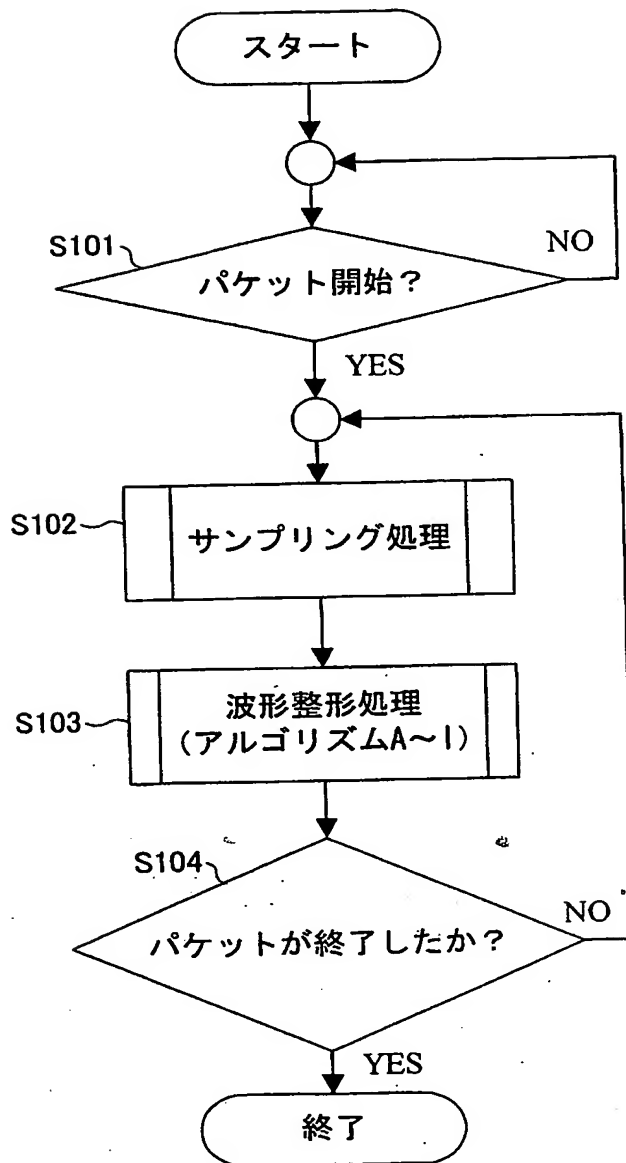 スタート
S101
パケット開始?
NO
YES
S102
サンプリング処理
S103
波形整形処理
(アルゴリズムA~I)
S104
パケットが終了したか?
NO
YES
終了